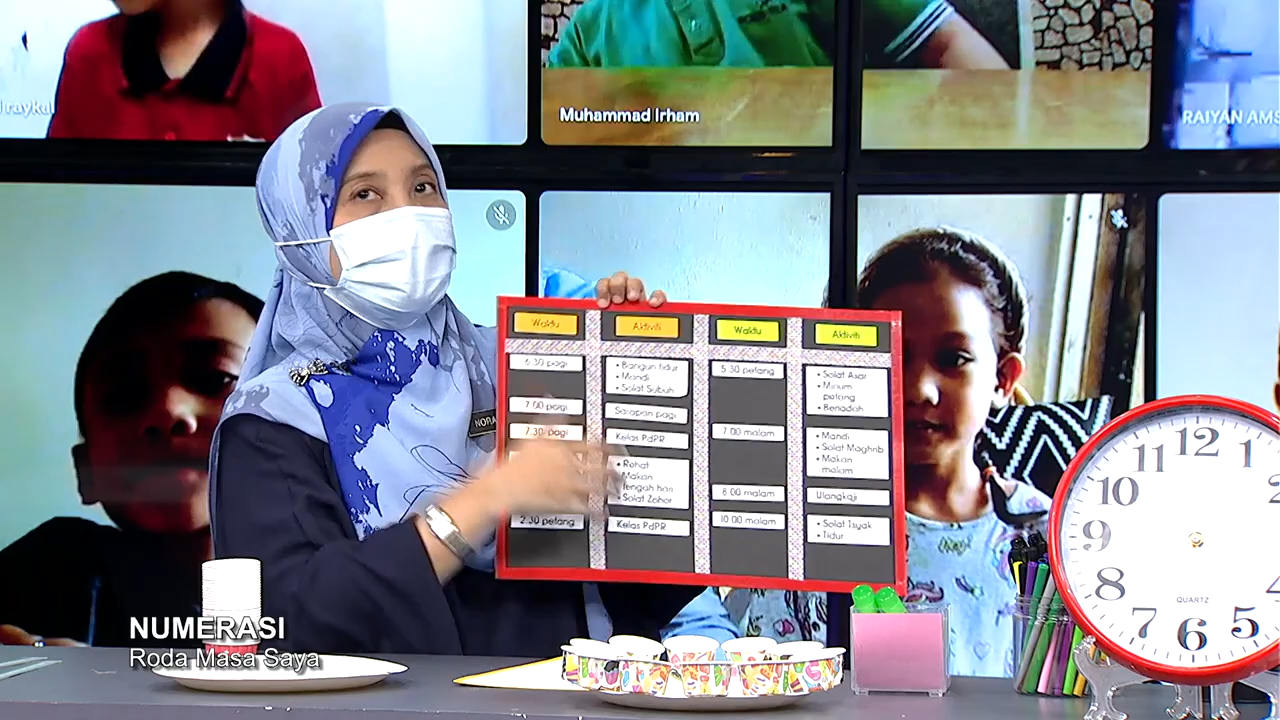 raykal
Muhammad Irham
RAIYAN AMS
NORA
Waktu
Aktiviti
Waktu
Aktiviti
6.30 pagi
• Bangun tidur
• Mandi
• Solat Subuh
7.00 pagi
Sarapan pagi
7.30 pagi
Kelas PdPR
• Rehat
• Makan
tengah hari
• Solat Zohor
2.30 petang
Kelas PdPR
5.30 petang
• Solat Asar
• Minum
petang
• Beriadah
7.00 malam
• Mandi
• Solat Maghrib
• Makan
malam
8.00 malam
Ulangkaji
10.00 malam
• Solat Isyak
• Tidur
12
11
1
10
2
9
8
4
7
6
5
QUARTZ
NUMERASI
Roda Masa Saya